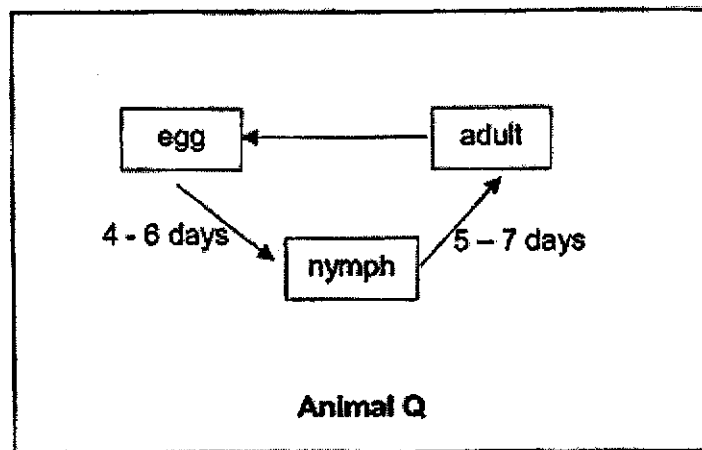 egg
adult
4 - 6 days
5 – 7 days
nymph
Animal Q